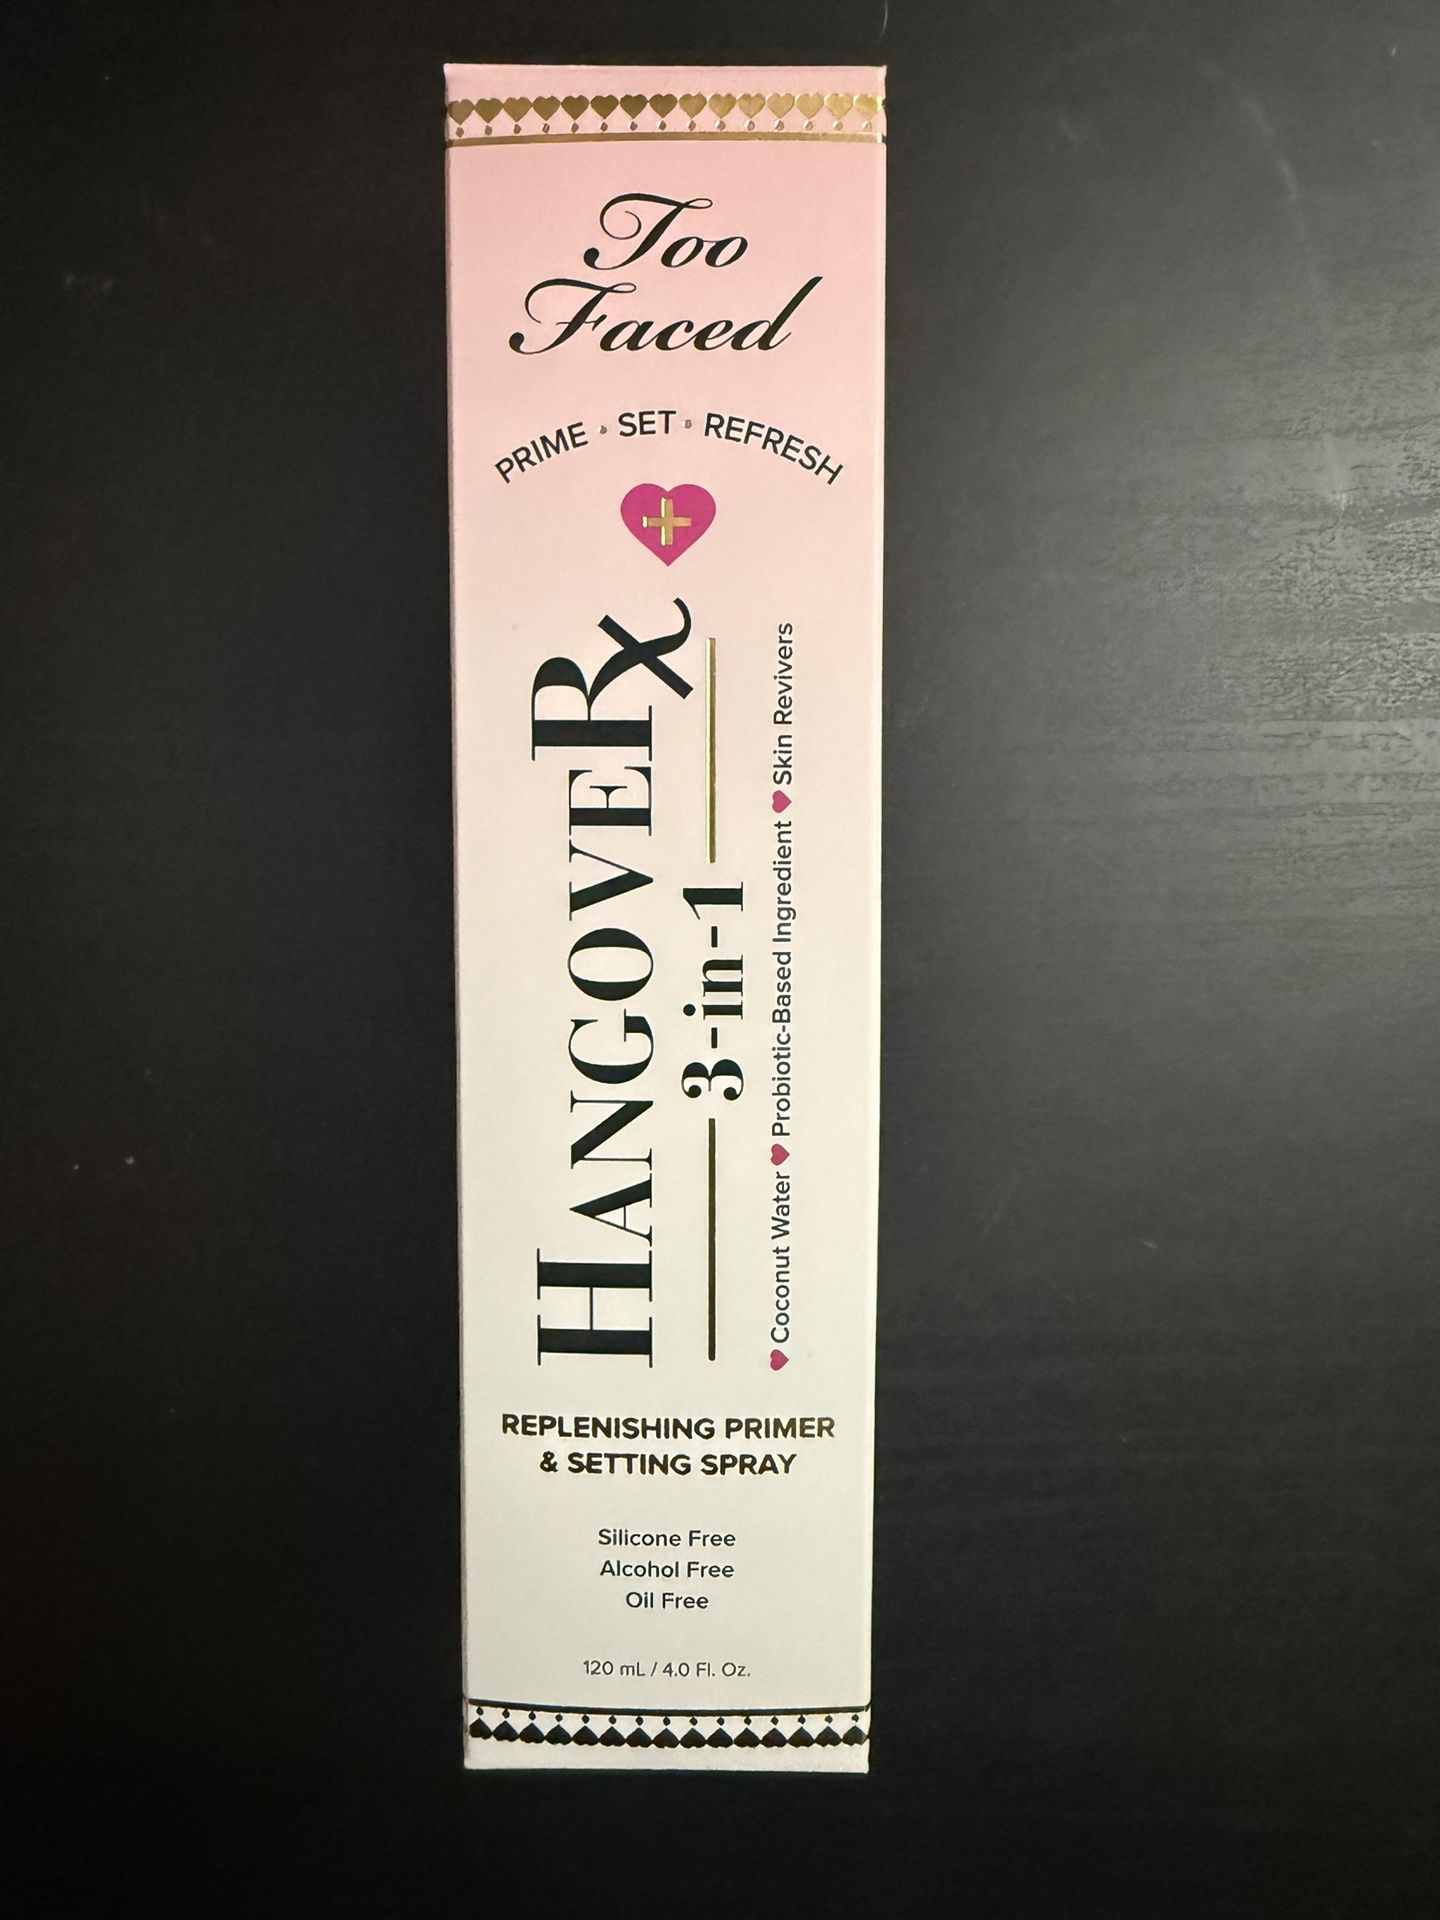 Too
Faced
PRIME • SET • REFRESH
HANGOVERx
3-in-1
♥ Coconut Water ♥ Probiotic-Based Ingredient ♥ Skin Revivers
REPLENISHING PRIMER
& SETTING SPRAY
Silicone Free
Alcohol Free
Oil Free
120 mL / 4.0 Fl. Oz.